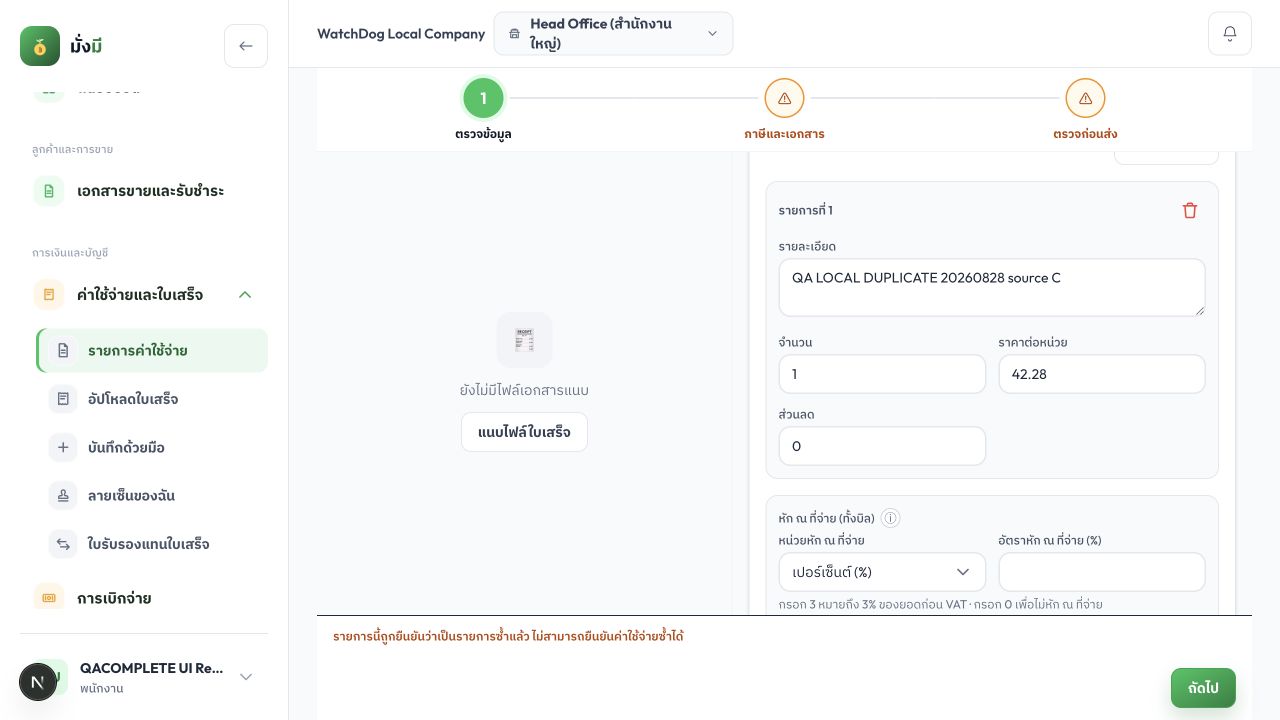 มั่งมี
WatchDog Local Company
Head Office (สำนักงาน
ใหญ่)
1
ตรวจข้อมูล
ภาษีและเอกสาร
ตรวจก่อนส่ง
ลูกค้าและการขาย
เอกสารขายและรับชำระ
การเงินและบัญชี
ค่าใช้จ่ายและใบเสร็จ
รายการค่าใช้จ่าย
อัปโหลดใบเสร็จ
บันทึกด้วยมือ
ลายเซ็นของฉัน
ใบรับรองแทนใบเสร็จ
การเบิกจ่าย
N
QACOMPLETE UI Re...
พนักงาน
RECEIPT
ยังไม่มีไฟล์เอกสารแนบ
แนบไฟล์ใบเสร็จ
รายการที่ 1
รายละเอียด
QA LOCAL DUPLICATE 20260828 source C
จำนวน
ราคาต่อหน่วย
1
42.28
ส่วนลด
0
หัก ณ ที่จ่าย (ทั้งบิล)
หน่วยหัก ณ ที่จ่าย
อัตราหัก ณ ที่จ่าย (%)
เปอร์เซ็นต์ (%)
กรอก 3 หมายถึง 3% ของยอดก่อน VAT · กรอก 0 เพื่อไม่หัก ณ ที่จ่าย
รายการนี้ถูกยืนยันว่าเป็นรายการซ้ำแล้ว ไม่สามารถยืนยันค่าใช้จ่ายซ้ำได้
ถัดไป